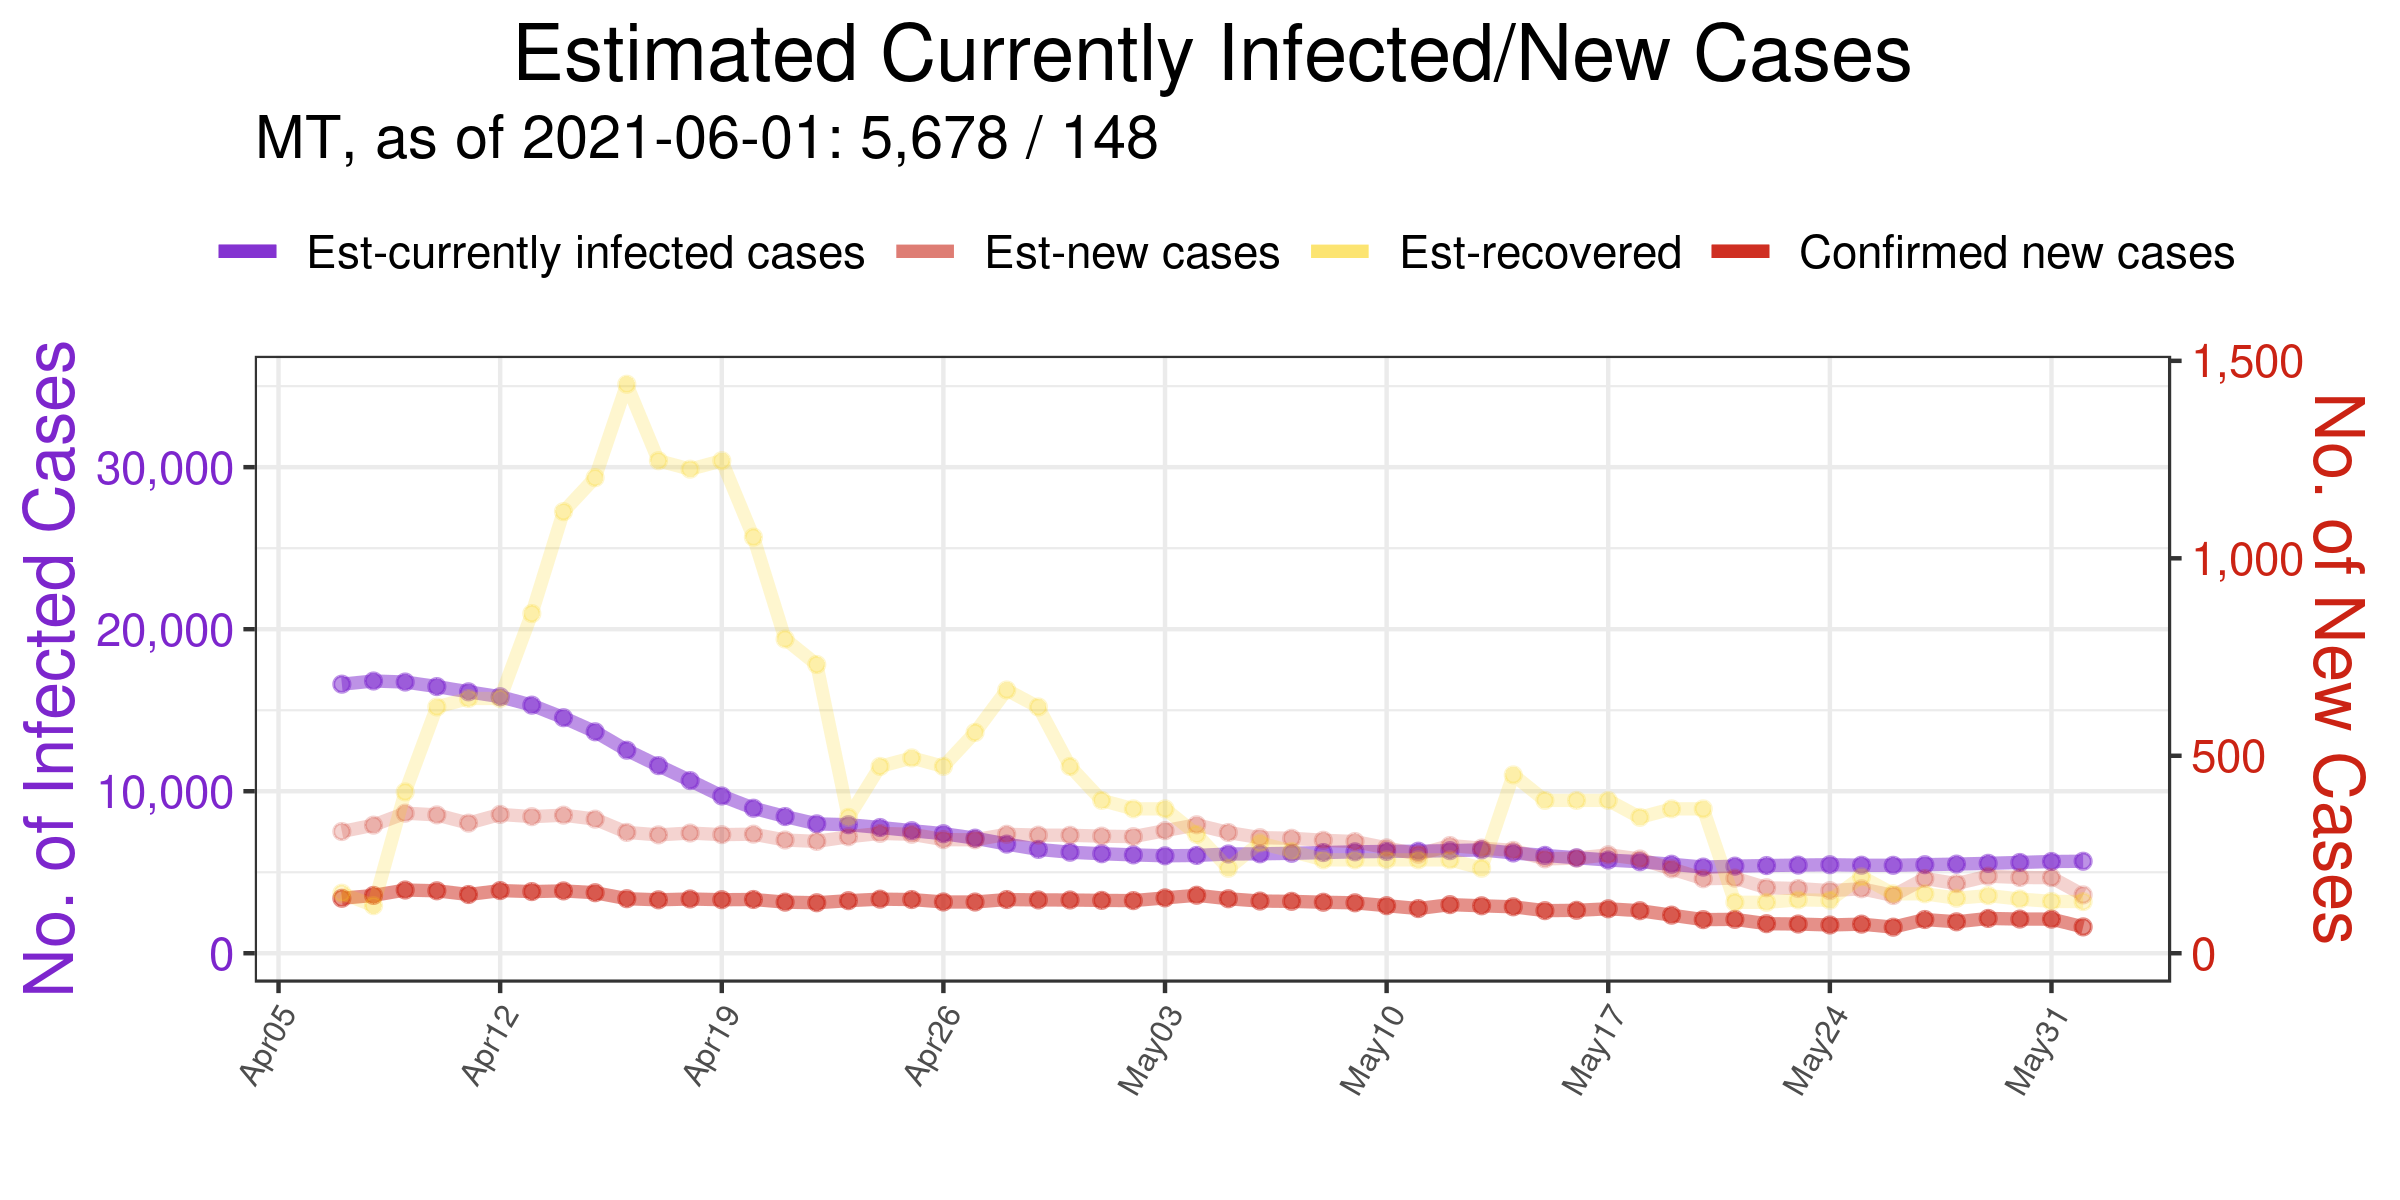 Estimated Currently Infected/New Cases
MT, as of 2021-06-01: 5,678 / 148
Est-currently infected cases
Est-new cases
Est-recovered
Confirmed new cases
No. of Infected Cases
30,000
20,000
10,000
0
1,500
1,000
500
0
No. of New Cases
Apr05
Apr12
Apr19
Apr26
May03
May10
May17
May24
May31